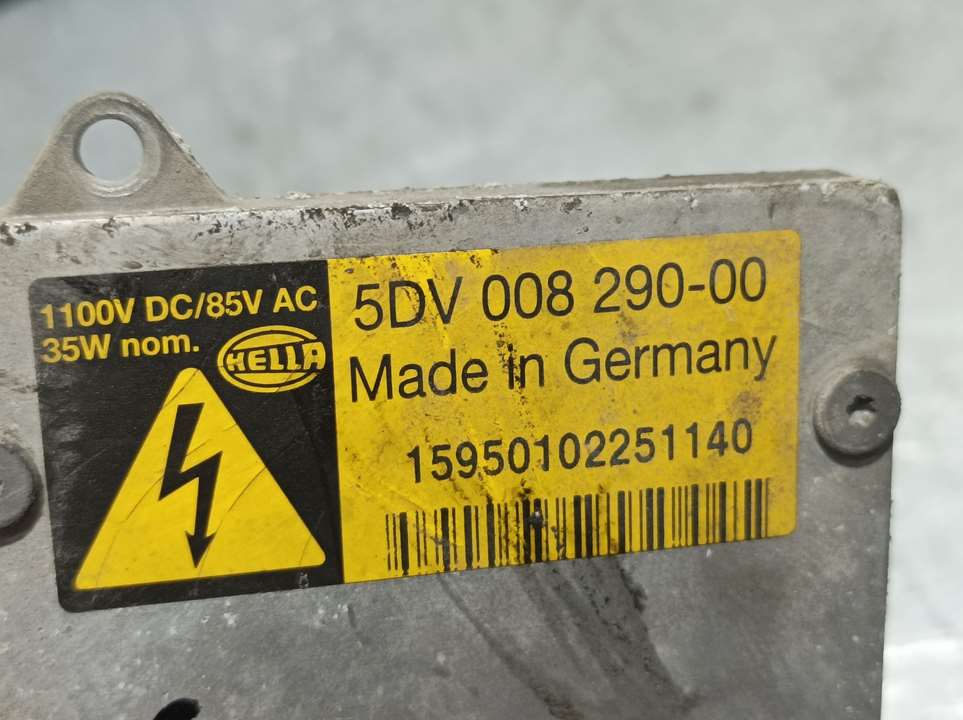 1100V DC/85V AC
35W nom.
HELLA
5DV 008 290-00
Made in Germany
15950102251140